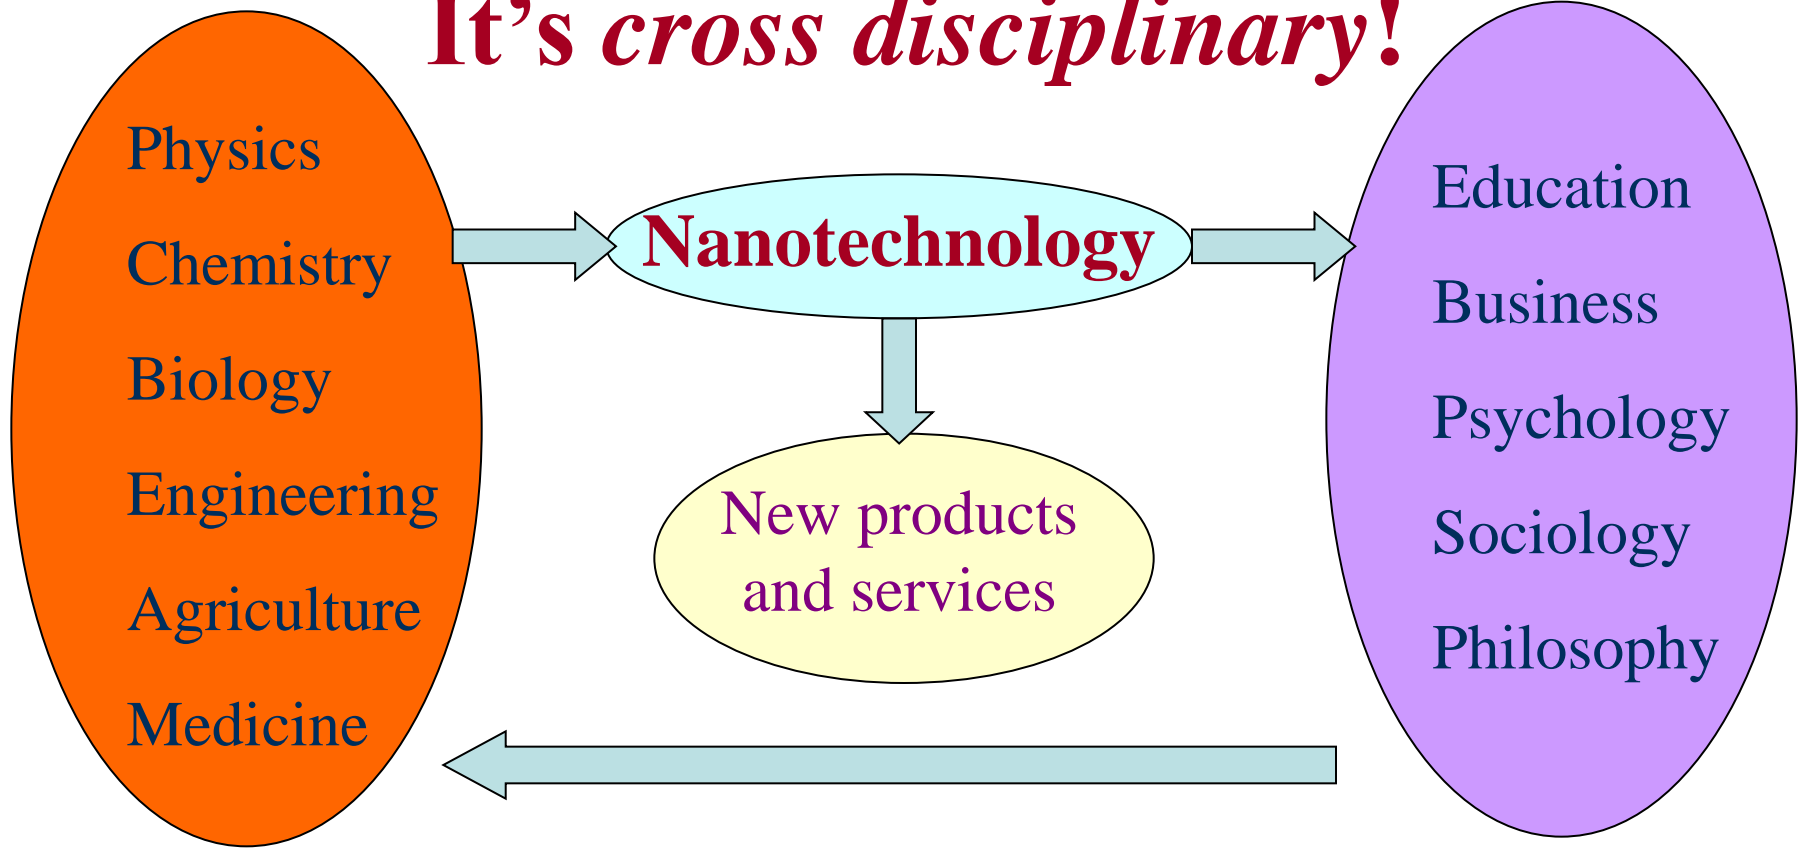 It’s cross disciplinary!
Physics
Chemistry
Biology
Engineering
Agriculture
Medicine
Nanotechnology
New products
and services
Education
Business
Psychology
Sociology
Philosophy